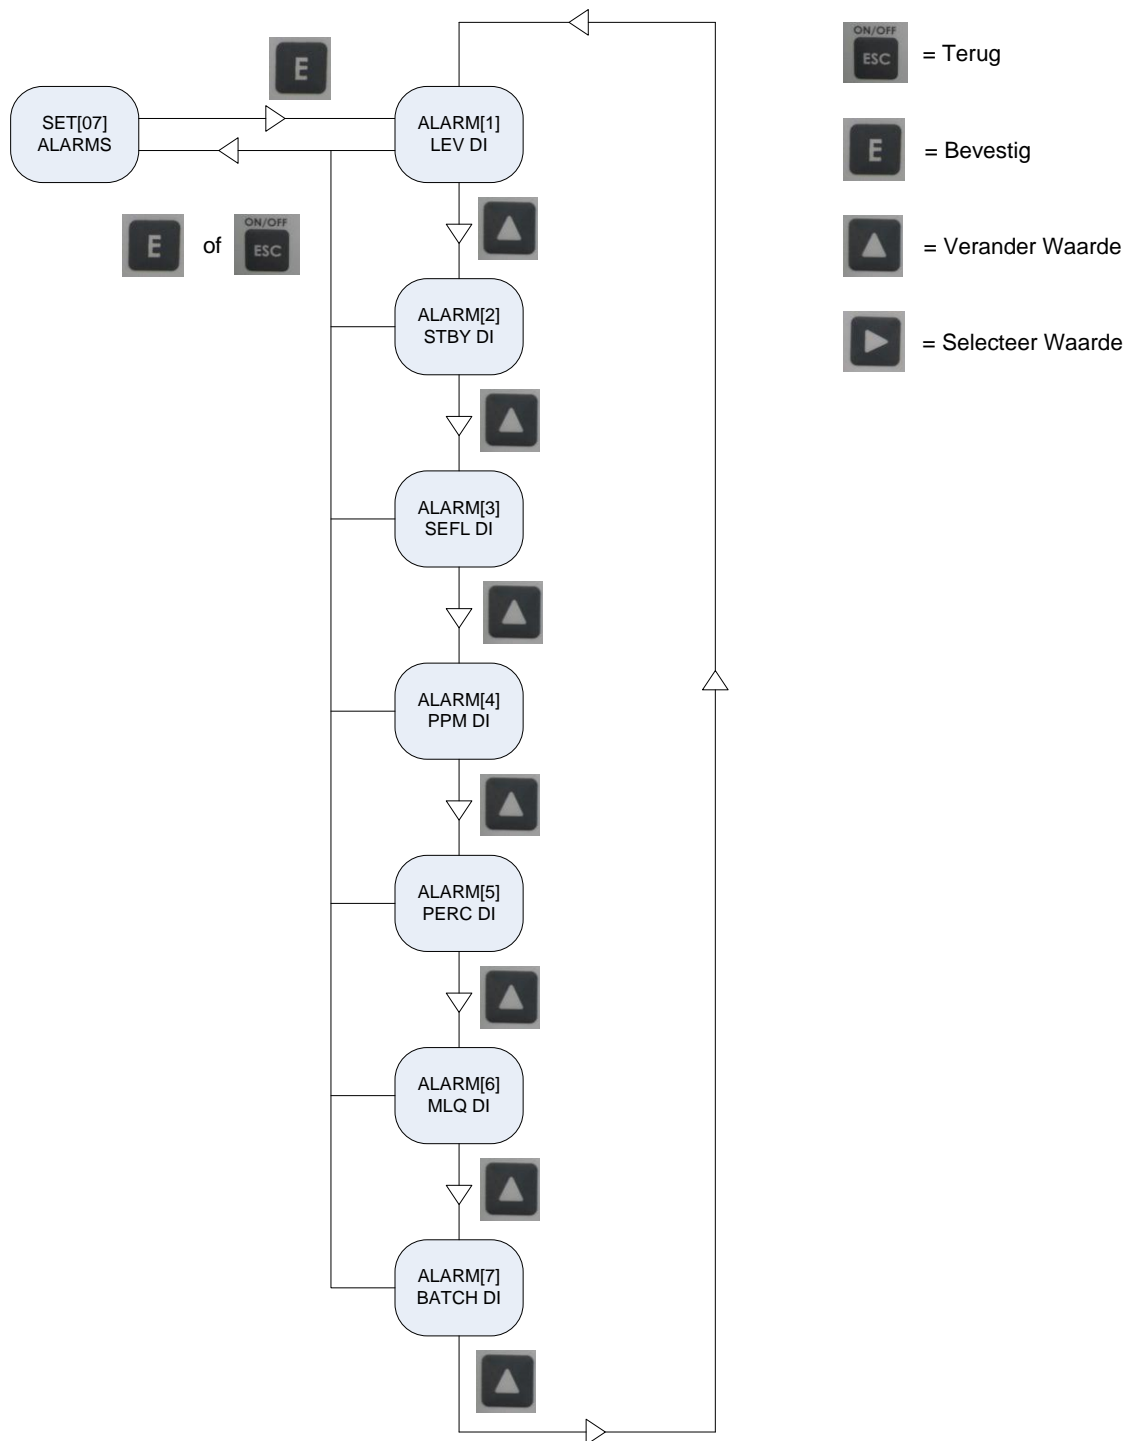 ON/OFF
ESC
= Terug
E
SET[07]
ALARMS
ALARM[1]
LEV DI
E
= Bevestig
E
of
ON/OFF
ESC
= Verander Waarde
ALARM[2]
STBY DI
= Selecteer Waarde
ALARM[3]
SEFL DI
ALARM[4]
PPM DI
ALARM[5]
PERC DI
ALARM[6]
MLQ DI
ALARM[7]
BATCH DI